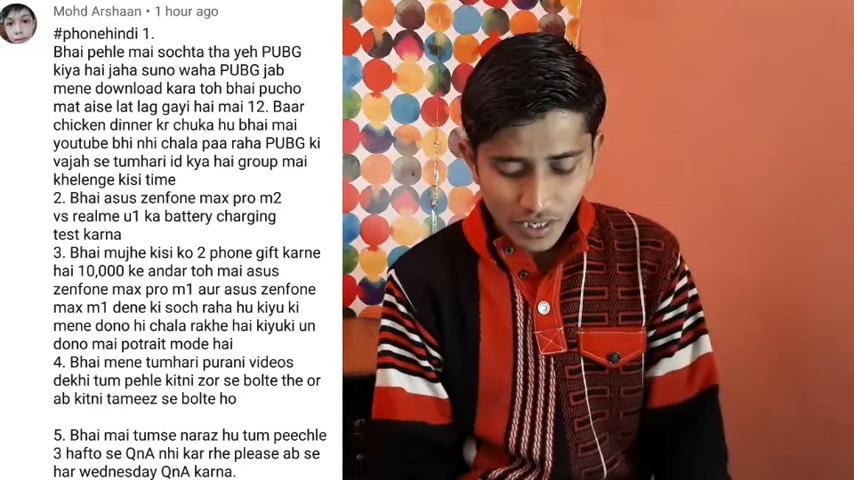 Mohd Arshaan • 1 hour ago
#phonehindi 1.
Bhai pehle mai sochta tha yeh PUBG
kiya hai jaha suno waha PUBG jab
mene download kara toh bhai pucho
mat aise lat lag gayi hai mai 12. Baar
chicken dinner kr chuka hu bhai mai
youtube bhi nhi chala paa raha PUBG ki
vajah se tumhari id kya hai group mai
khelenge kisi time
2. Bhai asus zenfone max pro m2
vs realme u1 ka battery charging
test karna
3. Bhai mujhe kisi ko 2 phone gift karne
hai 10,000 ke andar toh mai asus
zenfone max pro m1 aur asus zenfone
max m1 dene ki soch raha hu kiyu ki
mene dono hi chala rakhe hai kiyuki un
dono mai potrait mode hai
4. Bhai mene tumhari purani videos
dekhi tum pehle kitni zor se bolte the or
ab kitni tameez se bolte ho
5. Bhai mai tumse naraz hu tum peechle
3 hafto se QnA nhi kar rhe please ab se
har wednesday QnA karna.